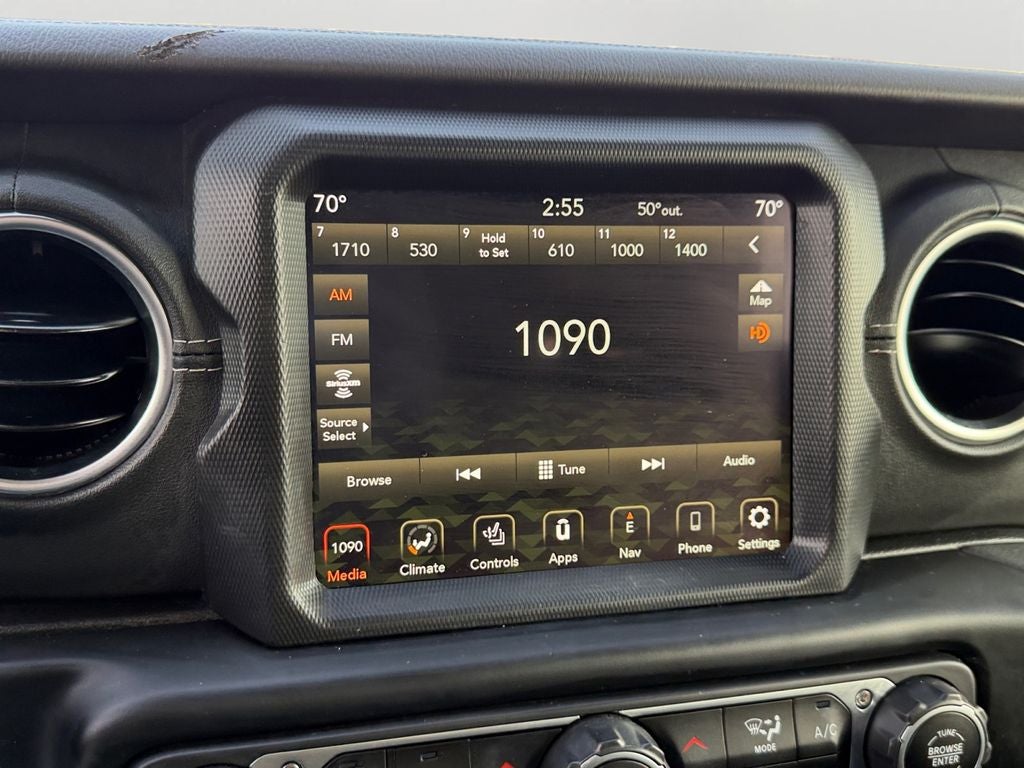 70° 2:55 50° out. 70°
7 1710 8 530 9 Hold to Set 10 610 11 1000 12 1400
AM
Map
FM
1090
HD
SiriusXM
Source Select
Browse Tune Audio
1090 E
Media Climate Controls Apps Nav Phone Settings
MODE A/C
TUNE
BROWSE
ENTER